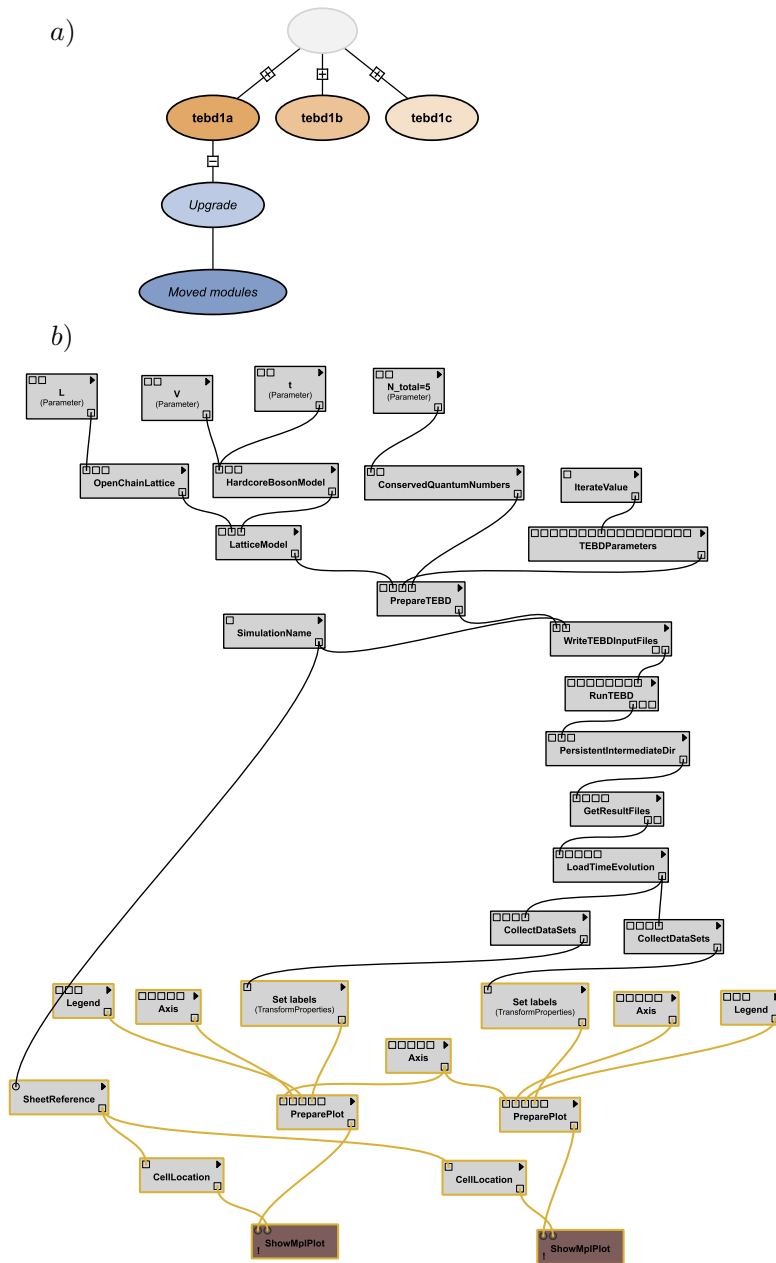 a)
tebd1a
tebd1b
tebd1c
Upgrade
Moved modules
b)
L
(Parameter)
V
(Parameter)
t
(Parameter)
N_total=5
(Parameter)
OpenChainLattice
HardcoreBosonModel
ConservedQuantumNumbers
IterateValue
LatticeModel
TEBDParameters
PrepareTEBD
SimulationName
WriteTEBDInputFiles
RunTEBD
PersistentIntermediateDir
GetResultFiles
LoadTimeEvolution
CollectDataSets
CollectDataSets
Legend
Axis
Set labels
(TransformProperties)
Set labels
(TransformProperties)
Axis
Legend
Axis
SheetReference
PreparePlot
PreparePlot
CellLocation
CellLocation
ShowMplPlot
!
ShowMplPlot
!